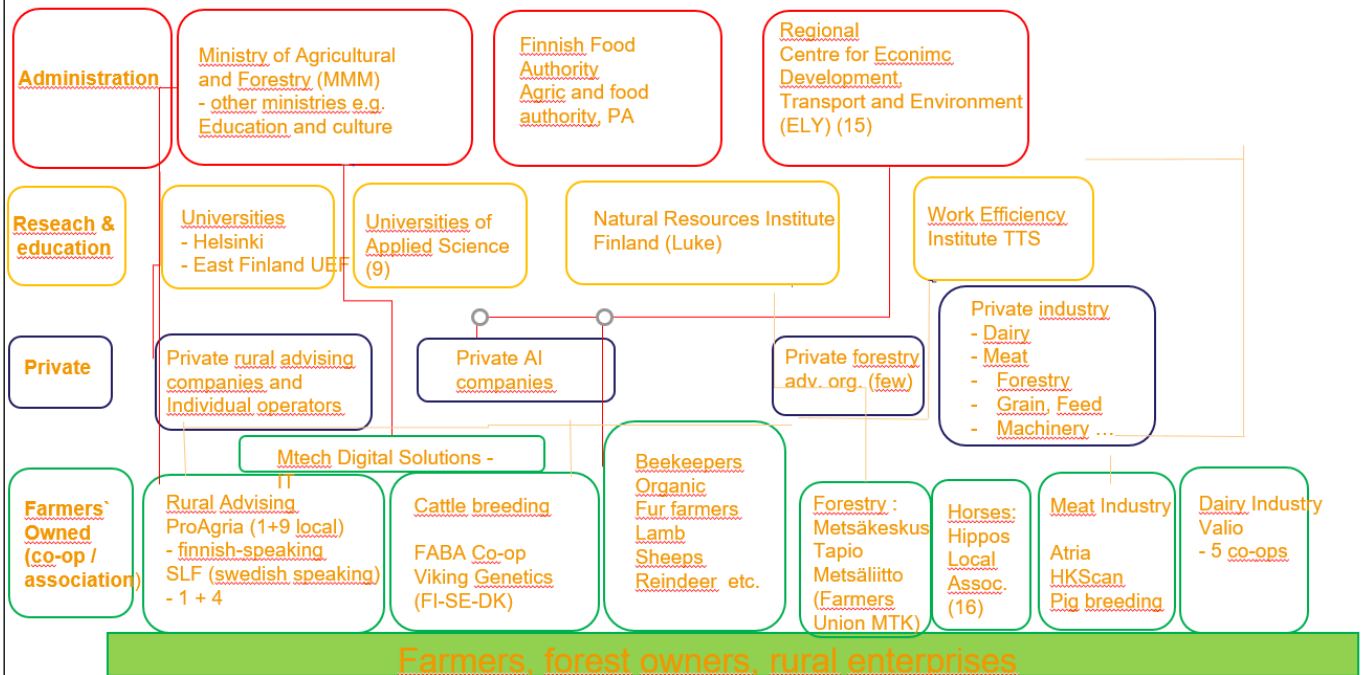 Administration
Ministry of Agricultural
and Forestry (MMM)
- other ministries e.g.
Education and culture
Finnish Food
Authority
Agric and food
authority, PA
Regional
Centre for Econimc
Development,
Transport and Environment
(ELY) (15)
Reseach &
education
Universities
- Helsinki
- East Finland UEF
Universities of
Applied Science
(9)
Natural Resources Institute
Finland (Luke)
Work Efficiency
Institute TTS
Private
Private rural advising
companies and
Individual operators
Private AI
companies
Private forestry
adv. org. (few)
Private industry
- Dairy
- Meat
- Forestry
- Grain, Feed
- Machinery ...
Mtech Digital Solutions -
IT
Farmers`
Owned
(co-op /
association)
Rural Advising
ProAgria (1+9 local)
- finnish-speaking
SLF (swedish speaking)
- 1 + 4
Cattle breeding
FABA Co-op
Viking Genetics
(FI-SE-DK)
Beekeepers
Organic
Fur farmers
Lamb
Sheeps
Reindeer etc.
Forestry :
Metsäkeskus
Tapio
Metsäliitto
(Farmers
Union MTK)
Horses:
Hippos
Local
Assoc.
(16)
Meat Industry
Atria
HKScan
Pig breeding
Dairy Industry
Valio
- 5 co-ops
Farmers, forest owners, rural enterprises